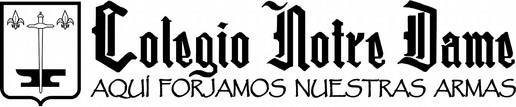 Colegio Notre Dame
AQUÍ FORJAMOS NUESTRAS ARMAS